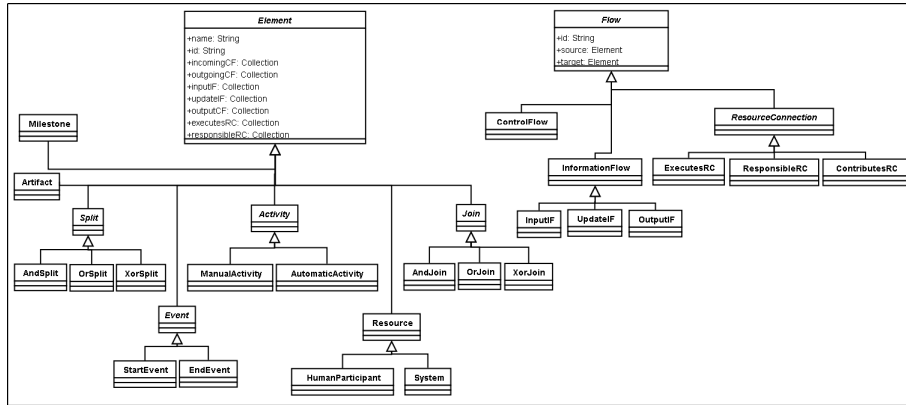 Element
+name: String
+id: String
+incomingCF: Collection
+outgoingCF: Collection
+inputIF: Collection
+updateIF: Collection
+outputCF: Collection
+executesRC: Collection
+responsibleRC: Collection
Flow
+id: String
+source: Element
+target: Element
Milestone
ControlFlow
ResourceConnection
Artifact
InformationFlow
ExecutesRC
ResponsibleRC
ContributesRC
Split
Activity
Join
InputIF
UpdateIF
OutputIF
AndSplit
OrSplit
XorSplit
ManualActivity
AutomaticActivity
AndJoin
OrJoin
XorJoin
Event
Resource
StartEvent
EndEvent
HumanParticipant
System